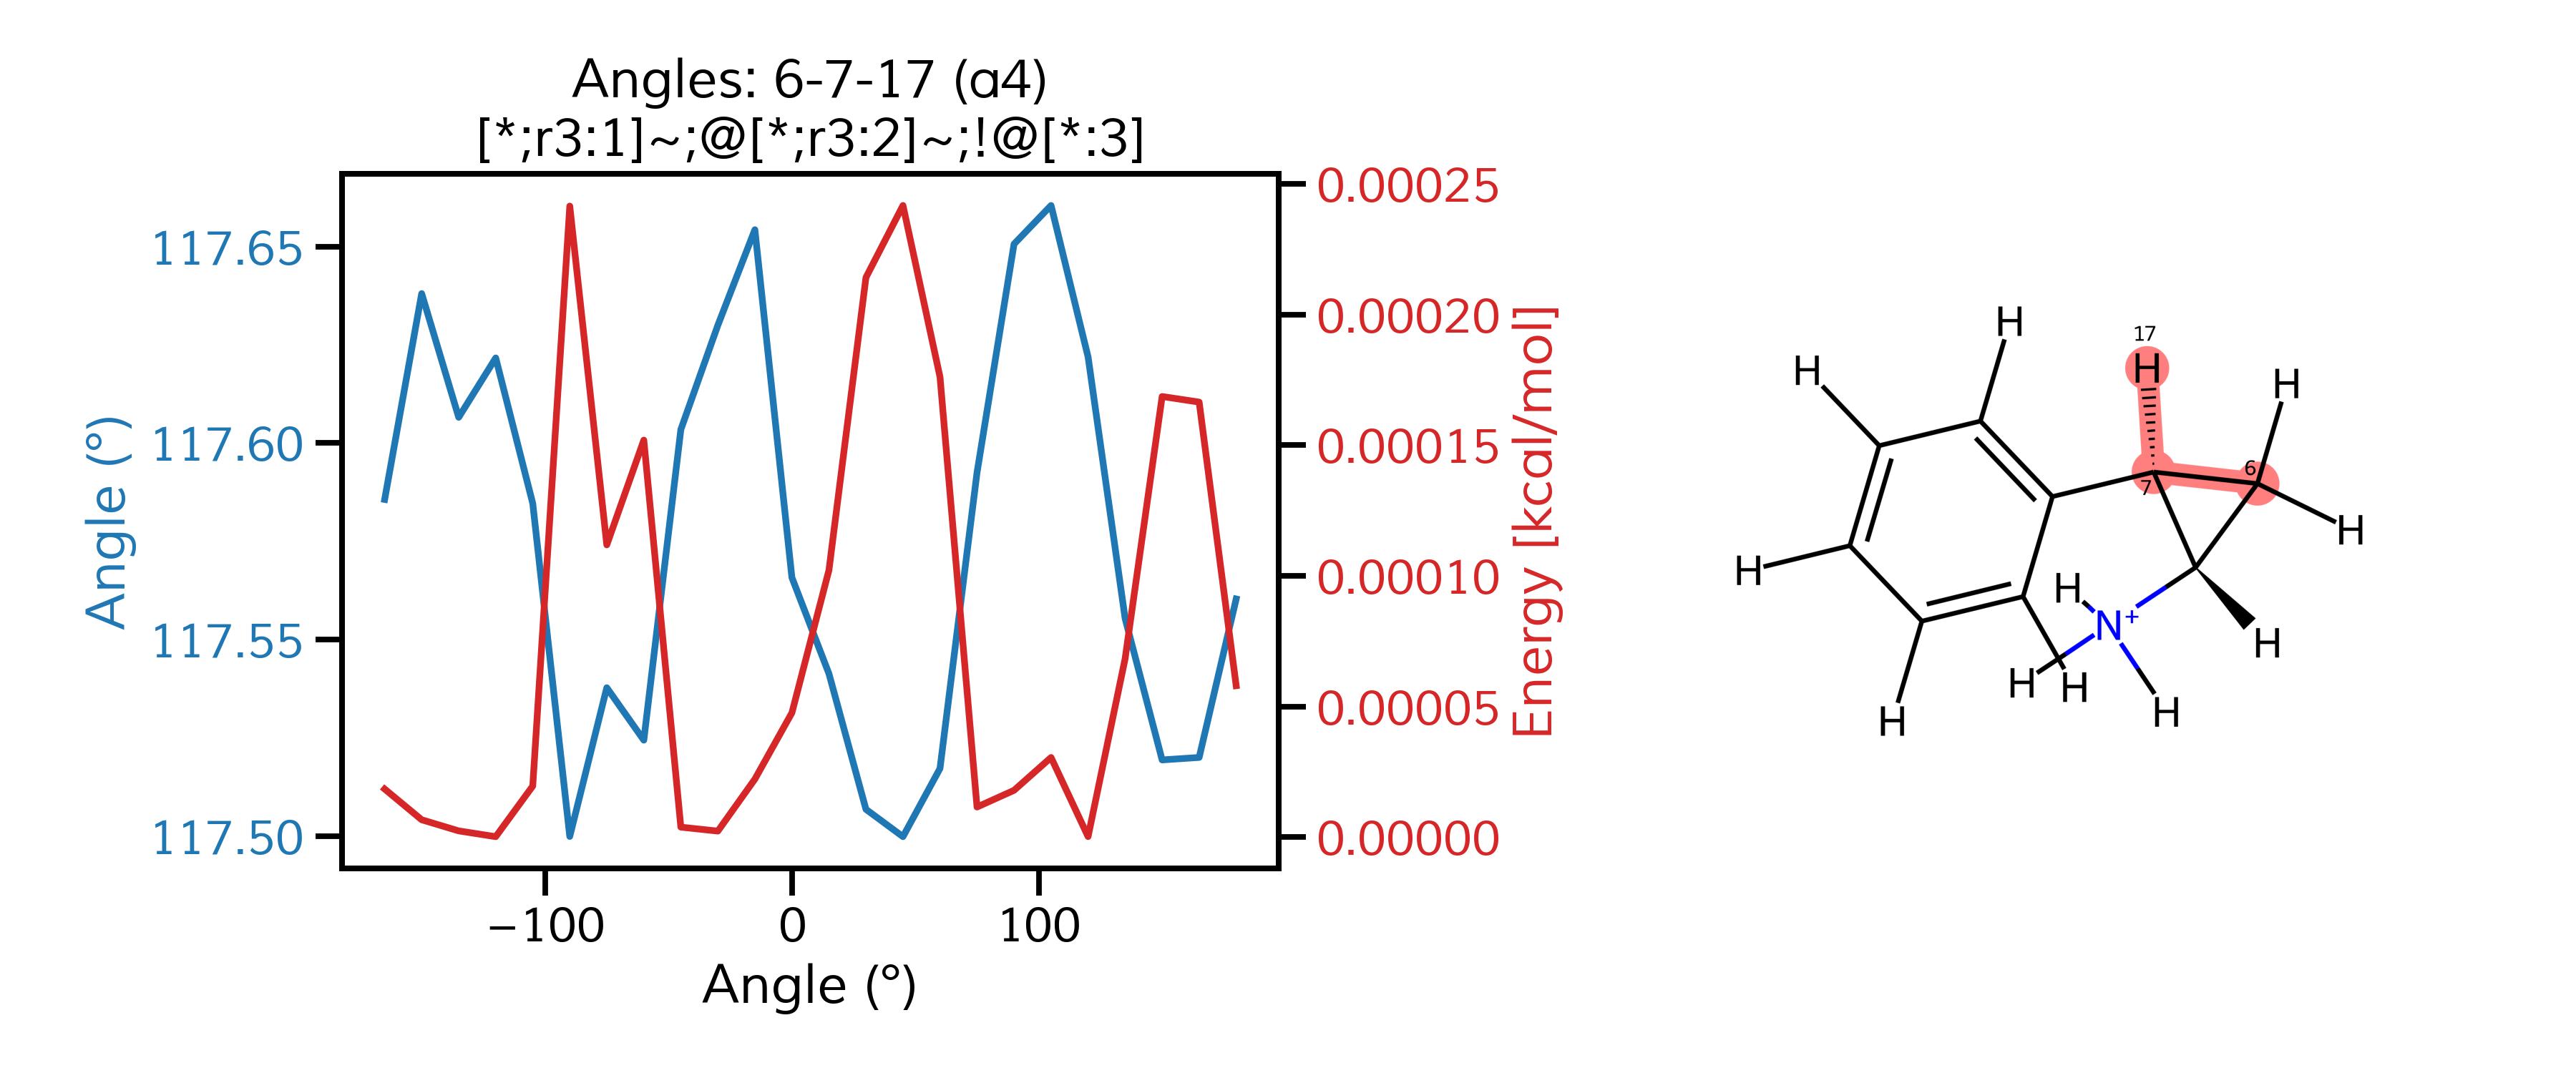 Angles: 6-7-17 (a4)
[*;r3:1]~;@[*;r3:2]~;!@[*:3]
117.65
117.60
117.55
117.50
Angle (°)
−100
0
100
Angle (°)
0.00025
0.00020
0.00015
0.00010
0.00005
0.00000
Energy [kcal/mol]
H
17
H
H
H
6
7
H
H
H
N+
H
H
H
H
H